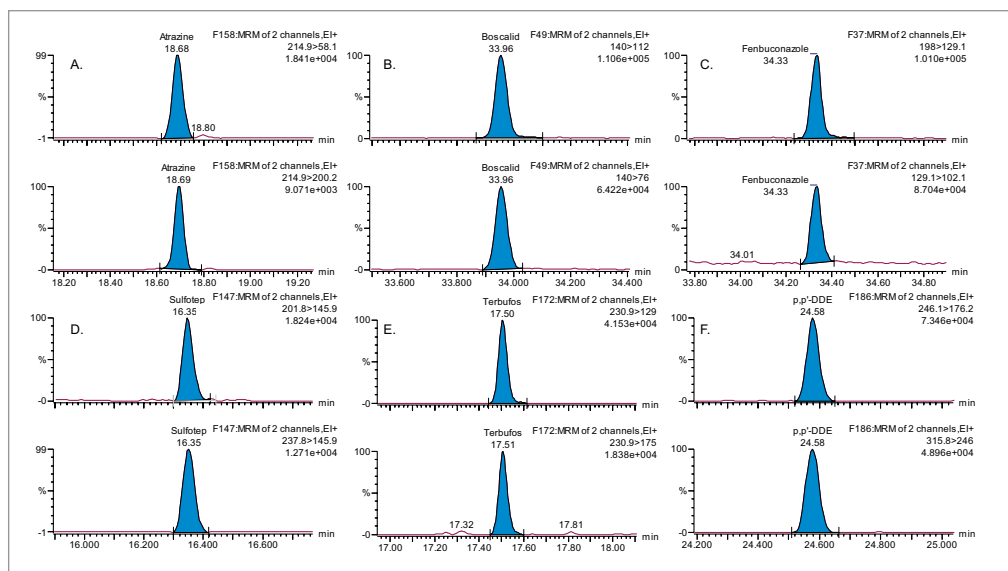 A.
Atrazine
18.68
F158:MRM of 2 channels,EI+
214.9>58.1
1.841e+004
99
%
-1
18.80
min
B.
Boscalid
33.96
F49:MRM of 2 channels,EI+
140>112
1.106e+005
100
%
-0
min
C.
Fenbuconazole
34.33
F37:MRM of 2 channels,EI+
198>129.1
1.010e+005
100
%
-0
min
Atrazine
18.69
F158:MRM of 2 channels,EI+
214.9>200.2
9.071e+003
100
%
-0
min
18.20 18.40 18.60 18.80 19.00 19.20
Boscalid
33.96
F49:MRM of 2 channels,EI+
140>76
6.422e+004
100
%
-0
min
33.60 33.80 34.00 34.20 34.40
Fenbuconazole
34.33
F37:MRM of 2 channels,EI+
129.1>102.1
8.704e+004
100
%
34.01
-0
min
33.80 34.00 34.20 34.40 34.60 34.80
D.
Sulfotep
16.35
F147:MRM of 2 channels,EI+
201.8>145.9
1.824e+004
100
%
-0
min
E.
Terbufos
17.50
F172:MRM of 2 channels,EI+
230.9>129
4.153e+004
100
%
-0
min
F.
p,p'-DDE
24.58
F186:MRM of 2 channels,EI+
246.1>176.2
7.346e+004
100
%
-0
min
Sulfotep
16.35
F147:MRM of 2 channels,EI+
237.8>145.9
1.271e+004
99
%
-1
min
16.000 16.200 16.400 16.600
Terbufos
17.51
F172:MRM of 2 channels,EI+
230.9>175
1.838e+004
100
%
17.32
17.81
-0
min
17.00 17.20 17.40 17.60 17.80 18.00
p,p'-DDE
24.58
F186:MRM of 2 channels,EI+
315.8>246
4.896e+004
100
%
-0
min
24.200 24.400 24.600 24.800 25.000